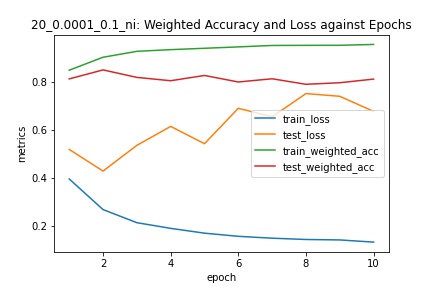 20_0.0001_0.1_ni: Weighted Accuracy and Loss against Epochs
metrics
0.8
0.6
0.4
0.2
train_loss
test_loss
train_weighted_acc
test_weighted_acc
2 4 6 8 10
epoch